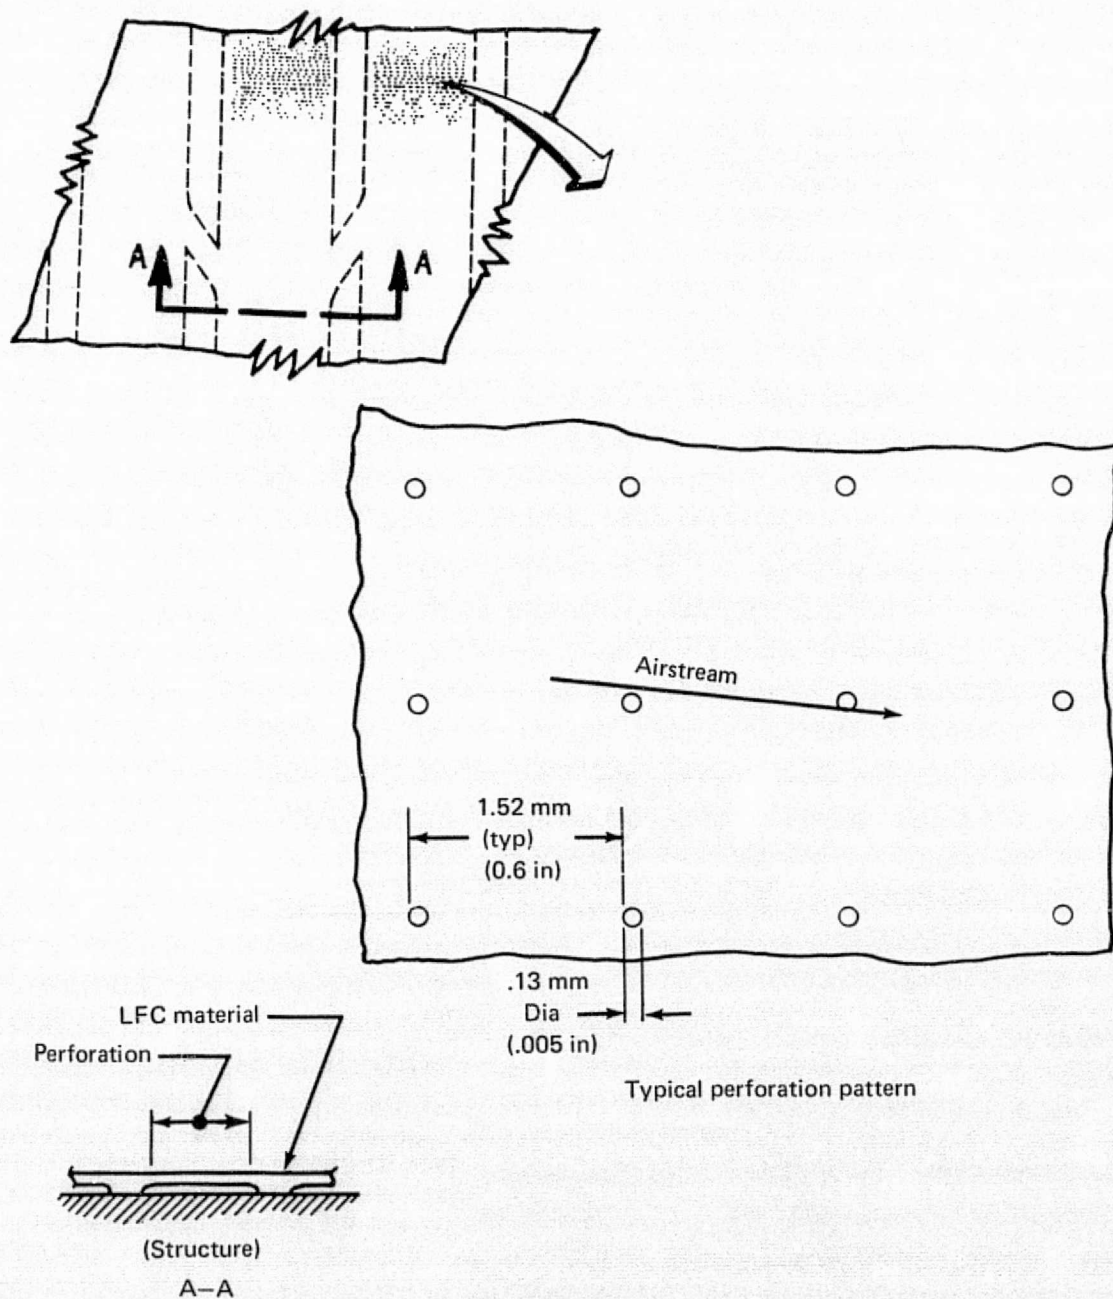 A
A
Airstream
1.52 mm
(typ)
(0.6 in)
.13 mm
Dia
(.005 in)
Typical perforation pattern
LFC material
Perforation
(Structure)
A—A